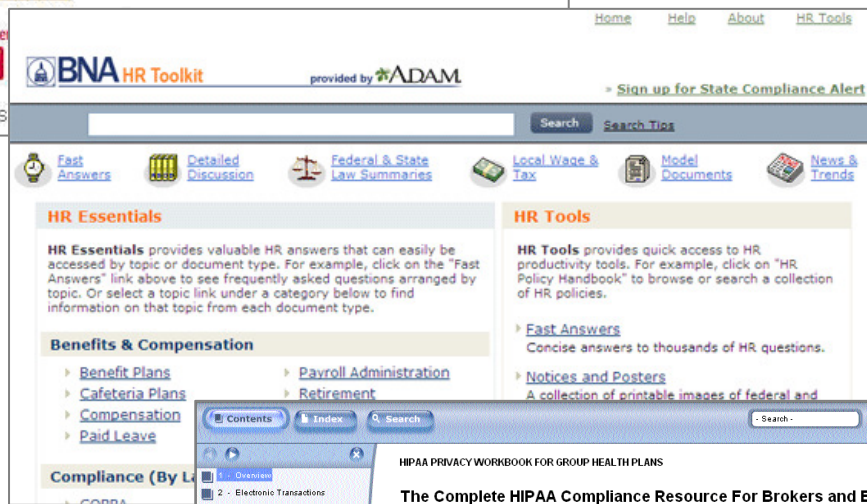 Home Help About HR Tools
BNA HR Toolkit provided by ADAM
» Sign up for State Compliance Alert
Search Search Tips
Fast Answers
Detailed Discussion
Federal & State Law Summaries
Local Wage & Tax
Model Documents
News & Trends
HR Essentials
HR Essentials provides valuable HR answers that can easily be
accessed by topic or document type. For example, click on the "Fast
Answers" link above to see frequently asked questions arranged by
topic. Or select a topic link under a category below to find
information on that topic from each document type.
Benefits & Compensation
Benefit Plans
Cafeteria Plans
Compensation
Paid Leave
Payroll Administration
Retirement
Compliance (By La
COBRA
HR Tools
HR Tools provides quick access to HR
productivity tools. For example, click on "HR
Policy Handbook" to browse or search a collection
of HR policies.
Fast Answers
Concise answers to thousands of HR questions.
Notices and Posters
A collection of printable images of federal and
Contents Index Search
- Search -
1 - Overview
2 - Electronic Transactions
HIPAA PRIVACY WORKBOOK FOR GROUP HEALTH PLANS
The Complete HIPAA Compliance Resource For Brokers and